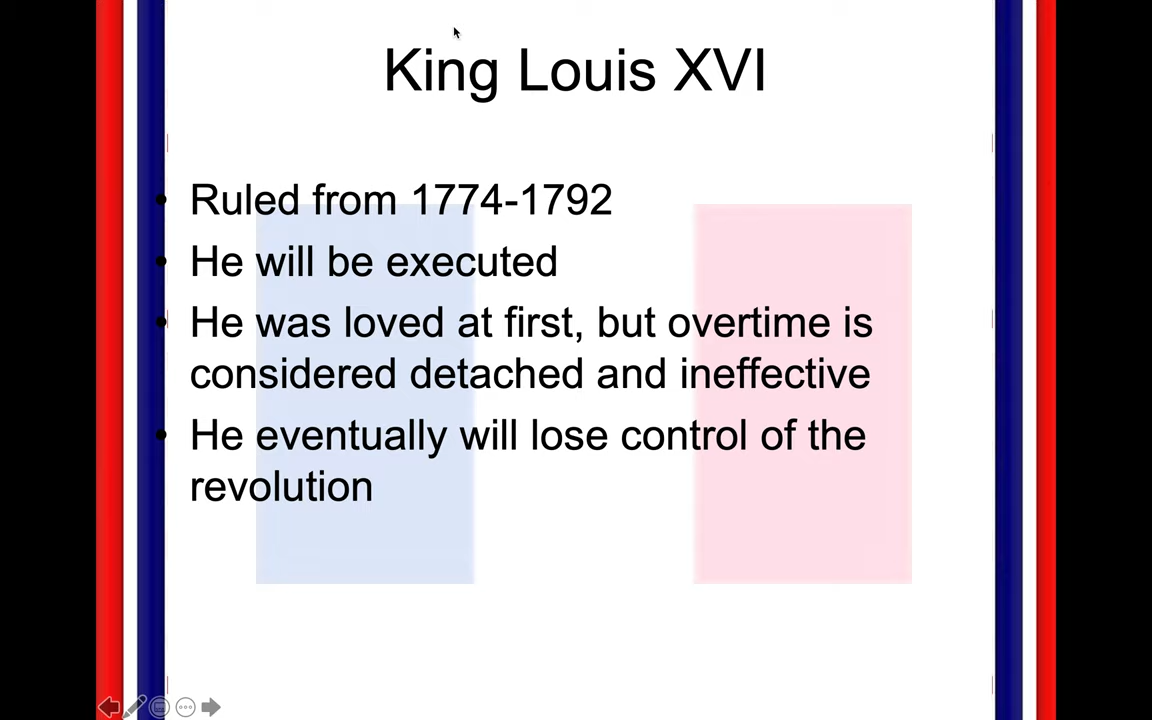 King Louis XVI
• Ruled from 1774-1792
• He will be executed
• He was loved at first, but overtime is
considered detached and ineffective
• He eventually will lose control of the
revolution